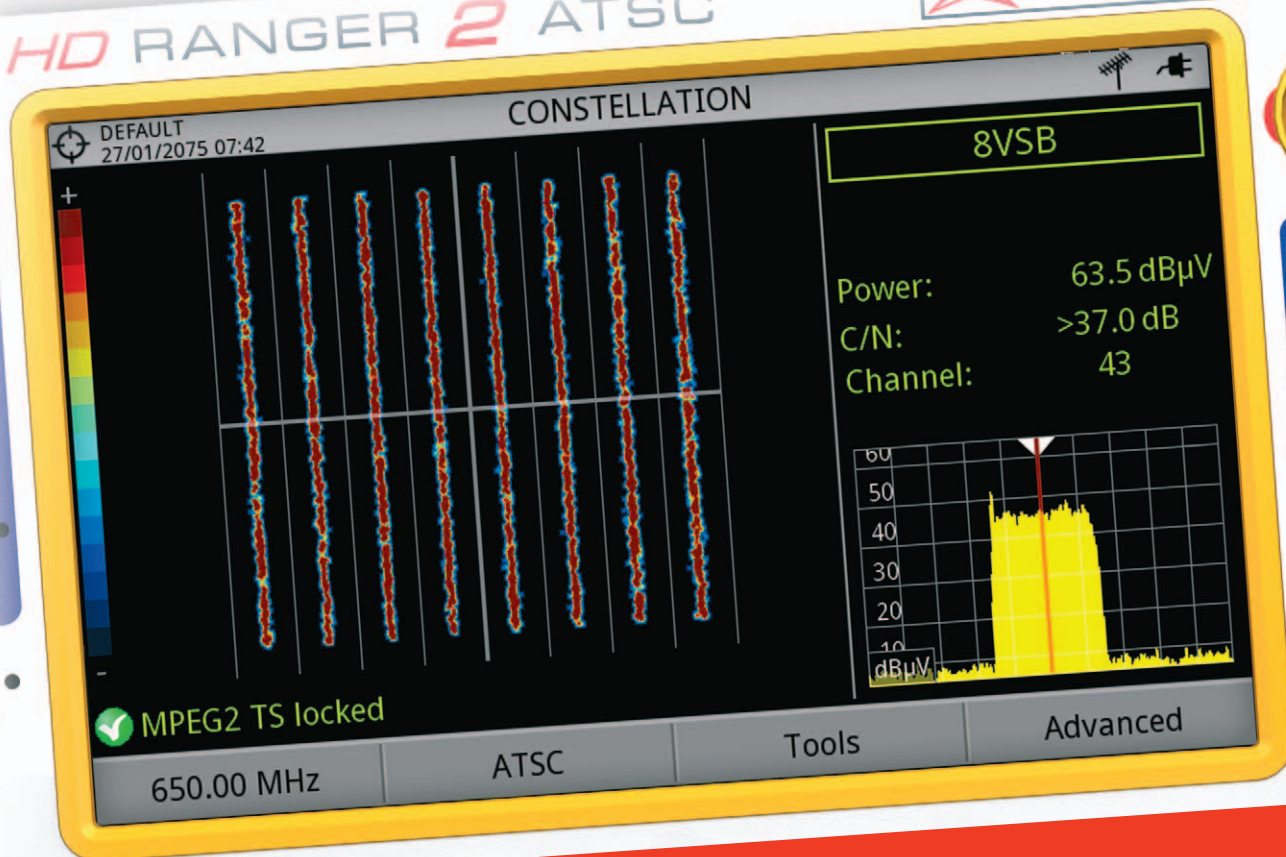 HD RANGER 2 ATSC
DEFAULT
27/01/2075 07:42
CONSTELLATION
+
-
8VSB
Power: 63.5 dBµV
C/N: >37.0 dB
Channel: 43
60
50
40
30
20
10
dBµV
MPEG2 TS locked
650.00 MHz
ATSC
Tools
Advanced